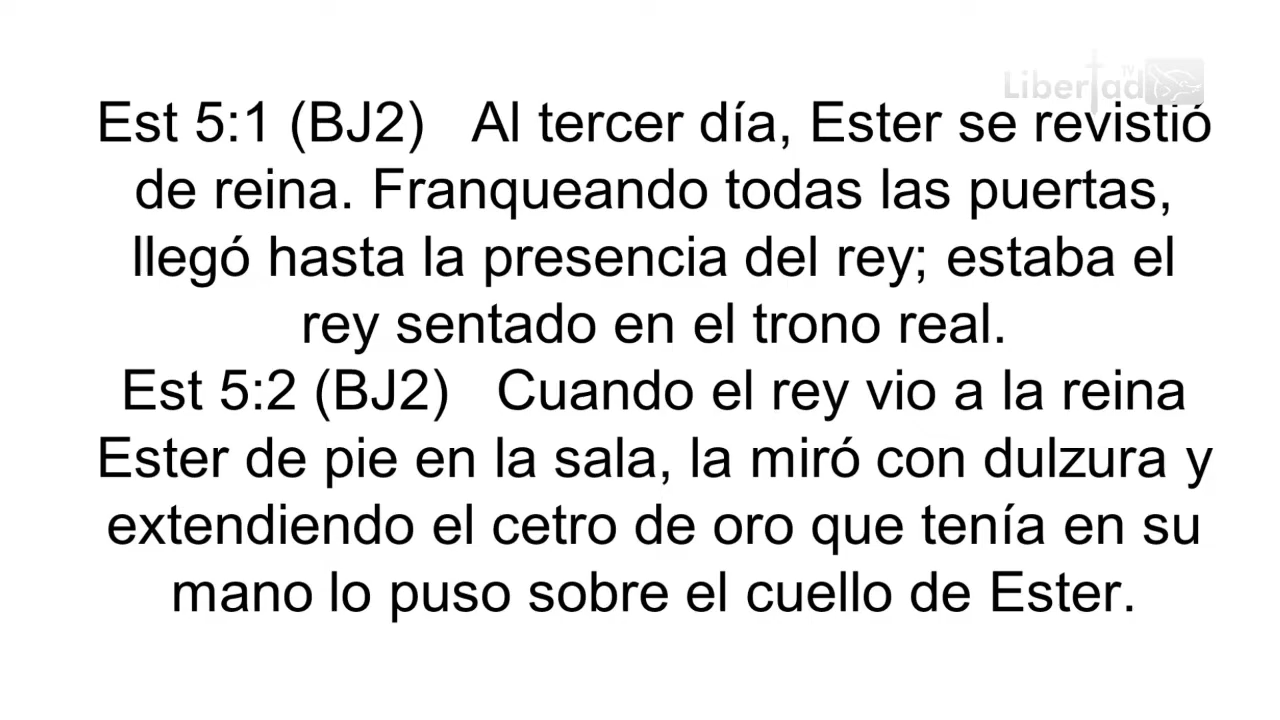 Libertad TV
Est 5:1 (BJ2) Al tercer día, Ester se revistió
de reina. Franqueando todas las puertas,
llegó hasta la presencia del rey; estaba el
rey sentado en el trono real.
Est 5:2 (BJ2) Cuando el rey vio a la reina
Ester de pie en la sala, la miró con dulzura y
extendiendo el cetro de oro que tenía en su
mano lo puso sobre el cuello de Ester.